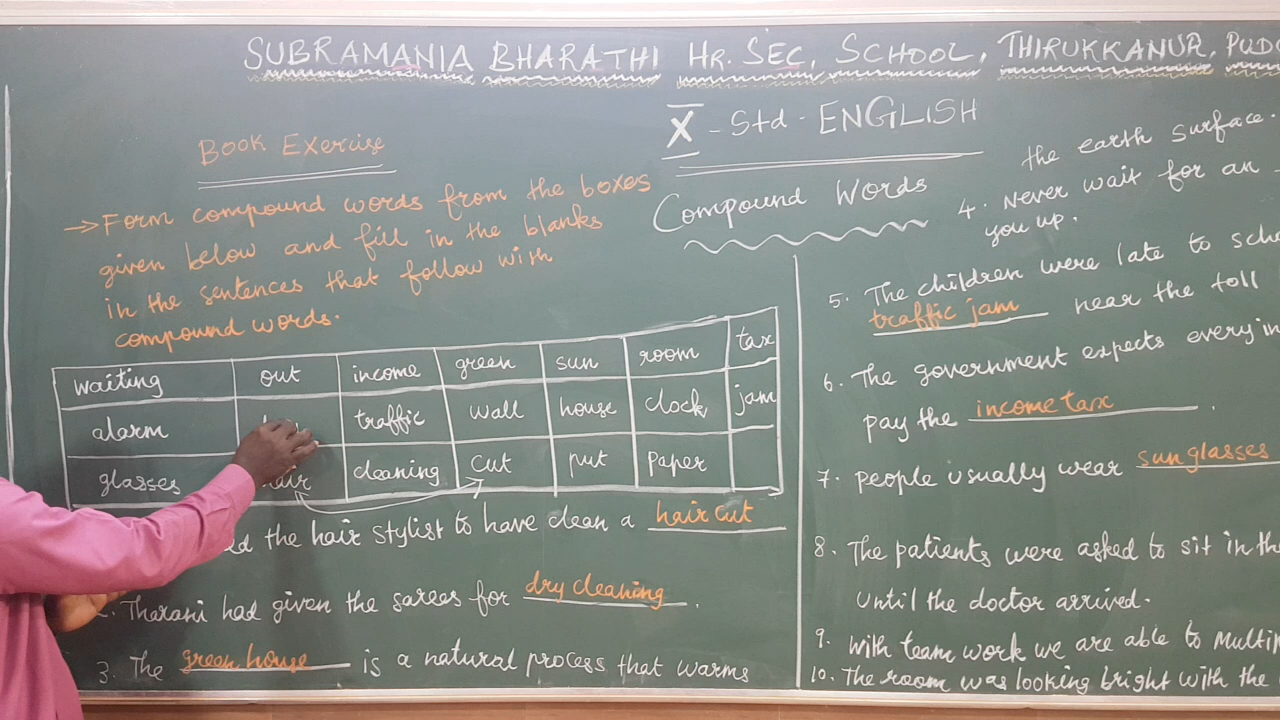 SUBRAMANIA BHARATHI HR. SEC. SCHOOL, THIRUKKANUR,
X - Std - ENGLISH
Compound Words
Book Exercise
→ Form compound words from the boxes
given below and fill in the blanks
in the sentences that follow with
compound words.
waiting out income green sun room tax
alarm traffic wall house clock jam
glasses hair cleaning cut put paper
the hair stylist to have clean a hair cut
2. Tharani had given the sarees for dry cleaning.
3. The green house is a natural process that warms
the earth surface.
4. Never wait for an
you up.
5. The children were late to
traffic jam near the toll
6. The government expects every
pay the income tax.
7. People usually wear sunglasses
8. The patients were asked to sit in the
until the doctor arrived.
9. With team work we are able to
10. The room was looking bright with the